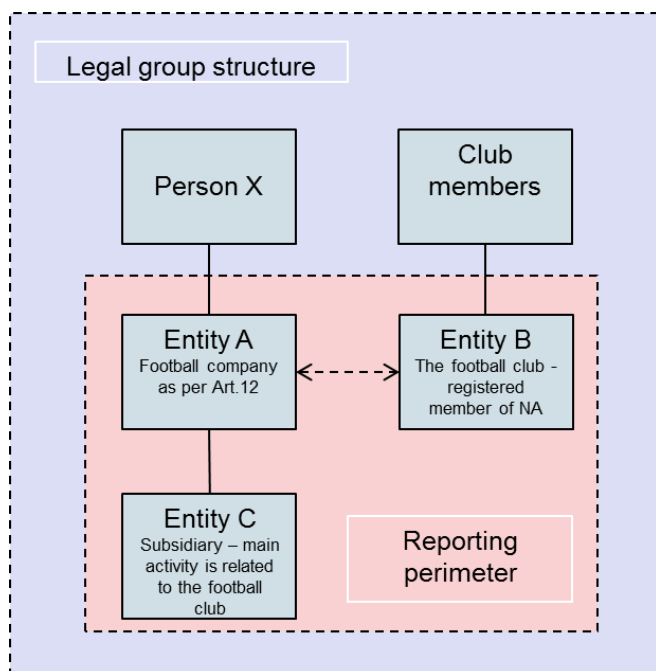 Legal group structure
Person X
Club
members
Entity A
Football company
as per Art.12
Entity B
The football club -
registered
member of NA
Entity C
Subsidiary – main
activity is related
to the football
club
Reporting
perimeter